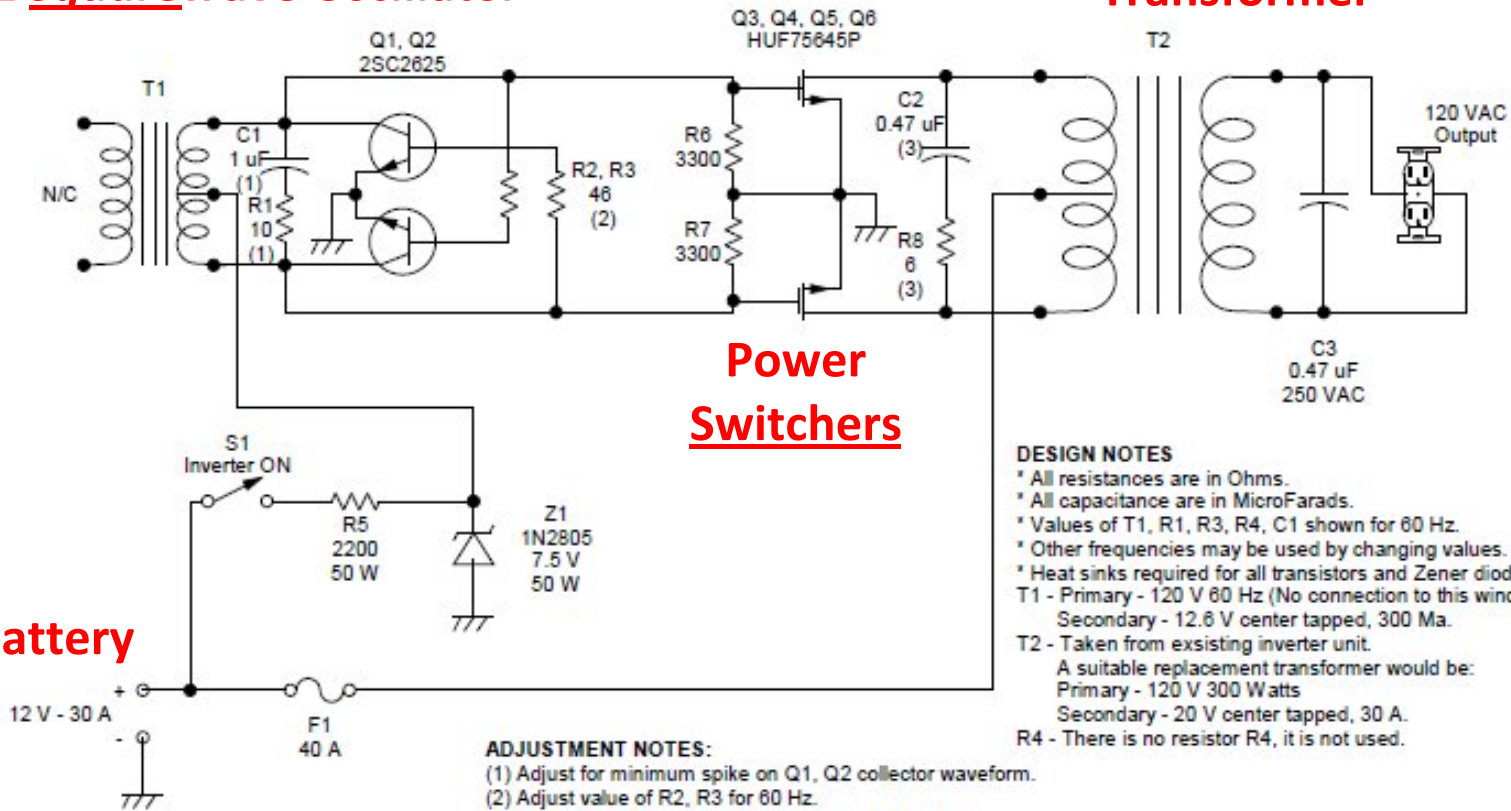 Squarewave Oscillator
Transformer
T1
N/C
C1
1 uF
(1)
R1
10
(1)
Q1, Q2
2SC2625
R2, R3
46
(2)
Q3, Q4, Q5, Q6
HUF75645P
R6
3300
R7
3300
C2
0.47 uF
(3)
R8
6
(3)
T2
120 VAC
Output
C3
0.47 uF
250 VAC
Power
Switchers
S1
Inverter ON
R5
2200
50 W
Z1
1N2805
7.5 V
50 W
attery
+
12 V - 30 A
-
F1
40 A
DESIGN NOTES
* All resistances are in Ohms.
* All capacitance are in MicroFarads.
* Values of T1, R1, R3, R4, C1 shown for 60 Hz.
* Other frequencies may be used by changing values.
* Heat sinks required for all transistors and Zener diod
T1 - Primary - 120 V 60 Hz (No connection to this wind
Secondary - 12.6 V center tapped, 300 Ma.
T2 - Taken from exsisting inverter unit.
A suitable replacement transformer would be:
Primary - 120 V 300 Watts
Secondary - 20 V center tapped, 30 A.
R4 - There is no resistor R4, it is not used.
ADJUSTMENT NOTES:
(1) Adjust for minimum spike on Q1, Q2 collector waveform.
(2) Adjust value of R2, R3 for 60 Hz.